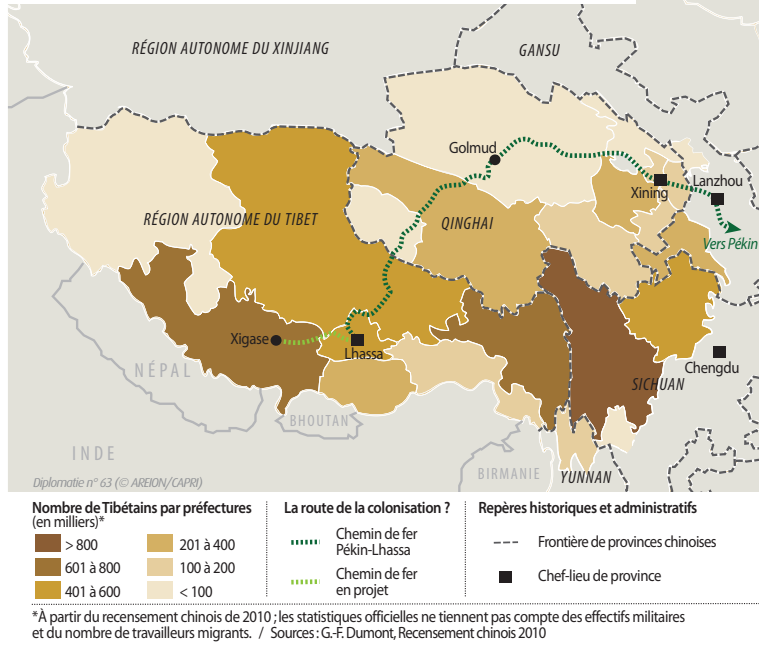 RÉGION AUTONOME DU XINJIANG
GANSU
Golmud
Xining
Lanzhou
RÉGION AUTONOME DU TIBET
QINGHAI
Vers Pékin
Xigase
Lhassa
NÉPAL
SICHUAN
Chengdu
BHOUTAN
INDE
BIRMANIE
YUNNAN
Diplomatie n° 63 (© AREION/CAPRI)
Nombre de Tibétains par préfectures
(en milliers)*
> 800
601 à 800
401 à 600
201 à 400
100 à 200
< 100
La route de la colonisation ?
Chemin de fer
Pékin-Lhassa
Chemin de fer
en projet
Repères historiques et administratifs
Frontière de provinces chinoises
Chef-lieu de province
*À partir du recensement chinois de 2010 ; les statistiques officielles ne tiennent pas compte des effectifs militaires
et du nombre de travailleurs migrants. / Sources : G.-F. Dumont, Recensement chinois 2010